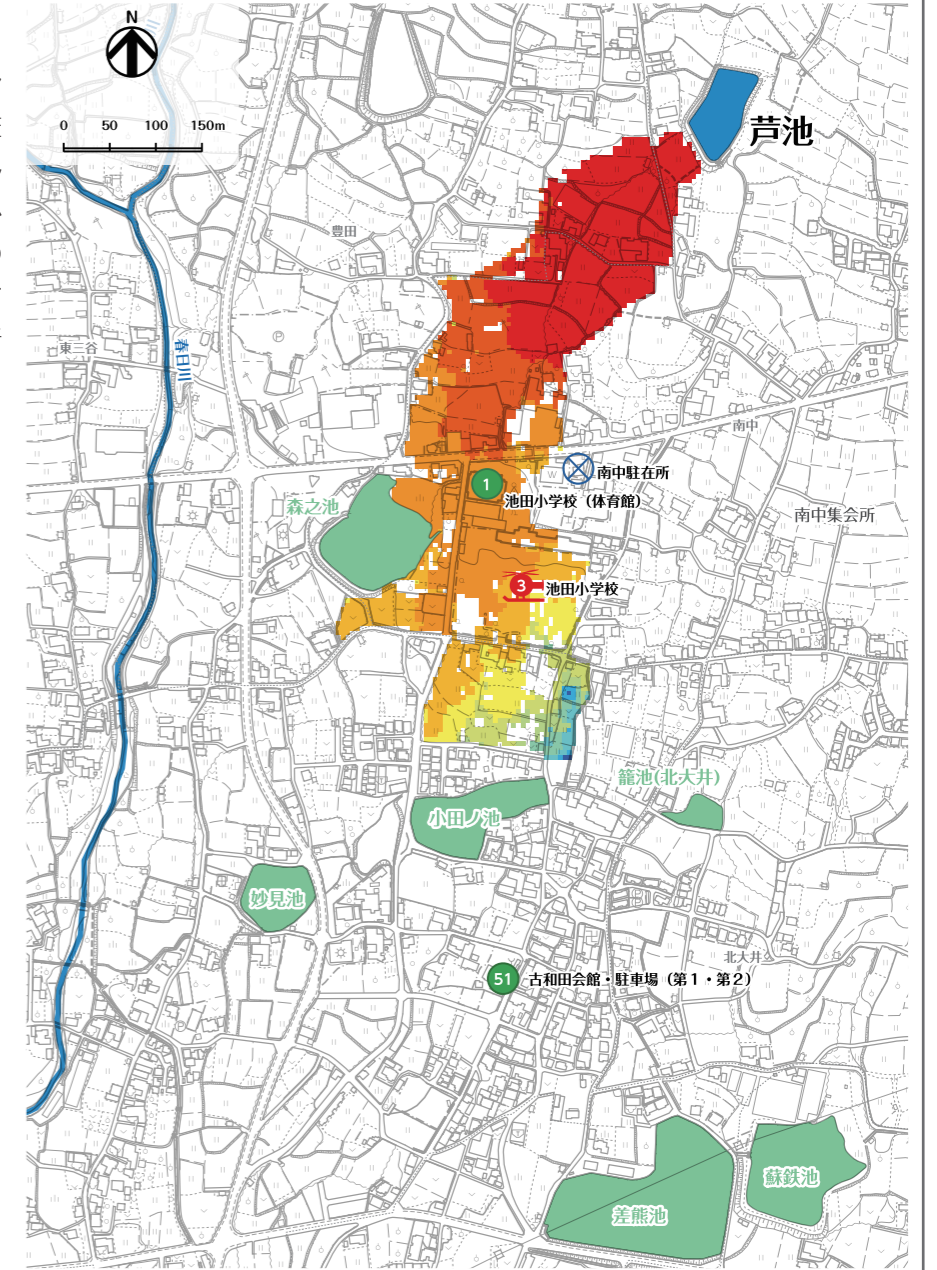 N
0 50 100 150m
芦池
豊田
東三谷
春日川
南中
南中駐在所
1
池田小学校（体育館）
森之池
南中集会所
3
池田小学校
籠池(北大井)
小田ノ池
妙見池
北大井
51
古和田会館・駐車場（第１・第２）
蘇鉄池
差熊池